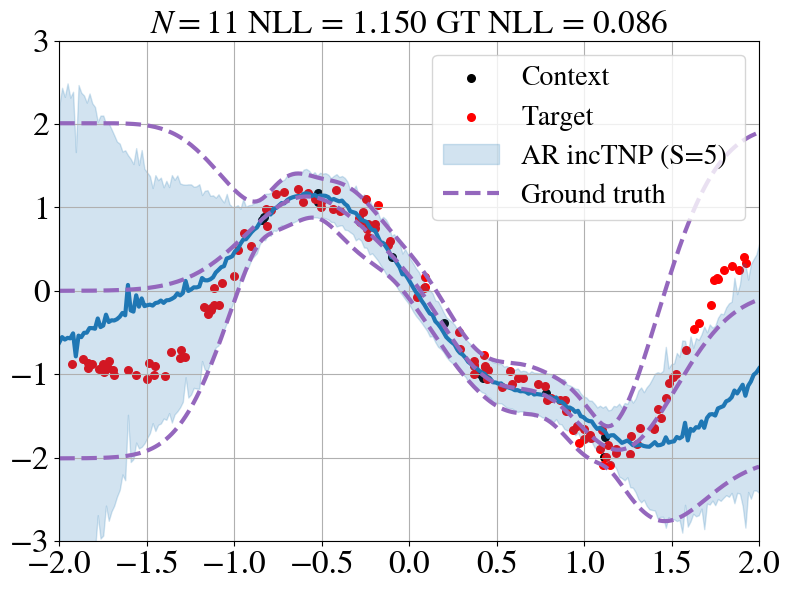 N = 11 NLL = 1.150 GT NLL = 0.086
3
2
1
0
−1
−2
−3
Context
Target
AR incTNP (S=5)
Ground truth
−2.0 −1.5 −1.0 −0.5 0.0 0.5 1.0 1.5 2.0